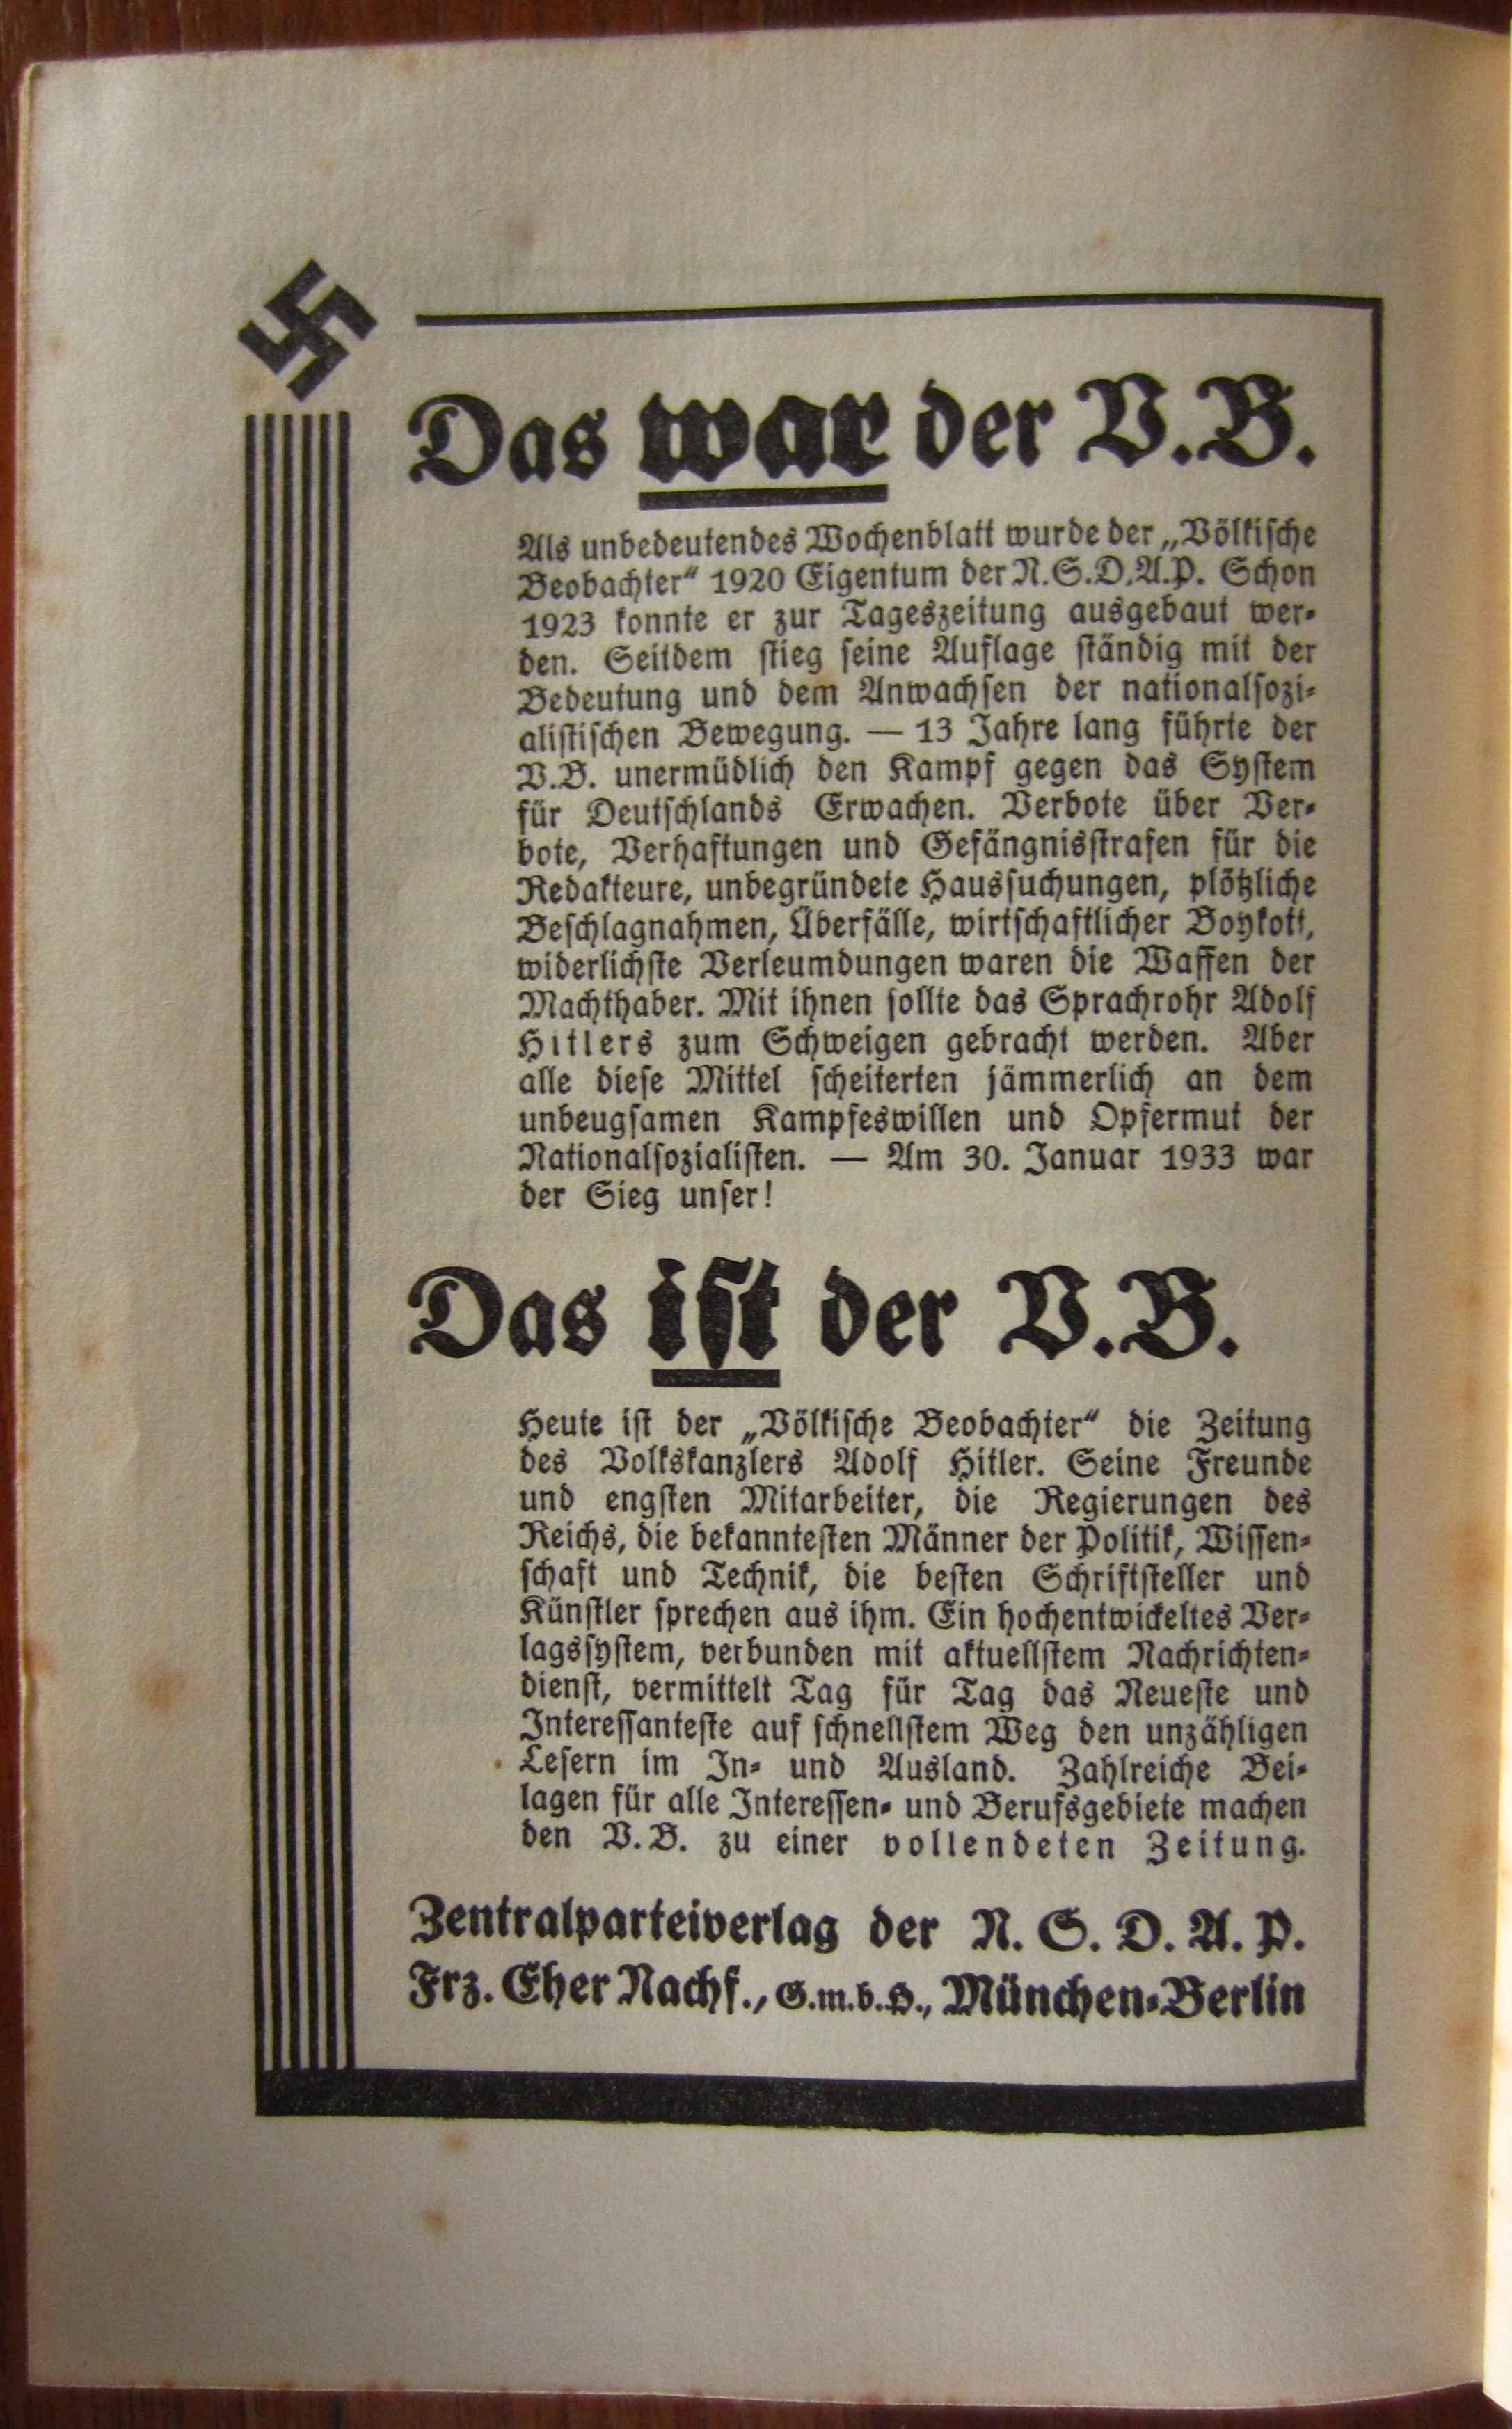 Das war der V.B.
Als unbedeutendes Wochenblatt wurde der „Völkische
Beobachter“ 1920 Eigentum der N.S.D.A.P. Schon
1923 konnte er zur Tageszeitung ausgebaut wer-
den. Seitdem stieg seine Auflage ständig mit der
Bedeutung und dem Anwachsen der nationalsozi-
alistischen Bewegung. — 13 Jahre lang führte der
V.B. unermüdlich den Kampf gegen das System
für Deutschlands Erwachen. Verbote über Ver-
bote, Verhaftungen und Gefängnisstrafen für die
Redakteure, unbegründete Haussuchungen, plötzliche
Beschlagnahmen, Überfälle, wirtschaftlicher Boykott,
widerlichste Verleumdungen waren die Waffen der
Machthaber. Mit ihnen sollte das Sprachrohr Adolf
Hitlers zum Schweigen gebracht werden. Aber
alle diese Mittel scheiterten jämmerlich an dem
unbeugsamen Kampfeswillen und Opfermut der
Nationalsozialisten. — Am 30. Januar 1933 war
der Sieg unser!
Das ist der V.B.
Heute ist der „Völkische Beobachter“ die Zeitung
des Volkskanzlers Adolf Hitler. Seine Freunde
und engsten Mitarbeiter, die Regierungen des
Reichs, die bekanntesten Männer der Politik, Wissen-
schaft und Technik, die besten Schriftsteller und
Künstler sprechen aus ihm. Ein hochentwickeltes Ver-
lagssystem, verbunden mit aktuellstem Nachrichten-
dienst, vermittelt Tag für Tag das Neueste und
Interessanteste auf schnellstem Weg den unzähligen
Lesern im In- und Ausland. Zahlreiche Bei-
lagen für alle Interessen- und Berufsgebiete machen
den V.B. zu einer vollendeten Zeitung.
Zentralparteiverlag der N.S.D.A.P.
Frz. Eher Nachf., G.m.b.H., München-Berlin